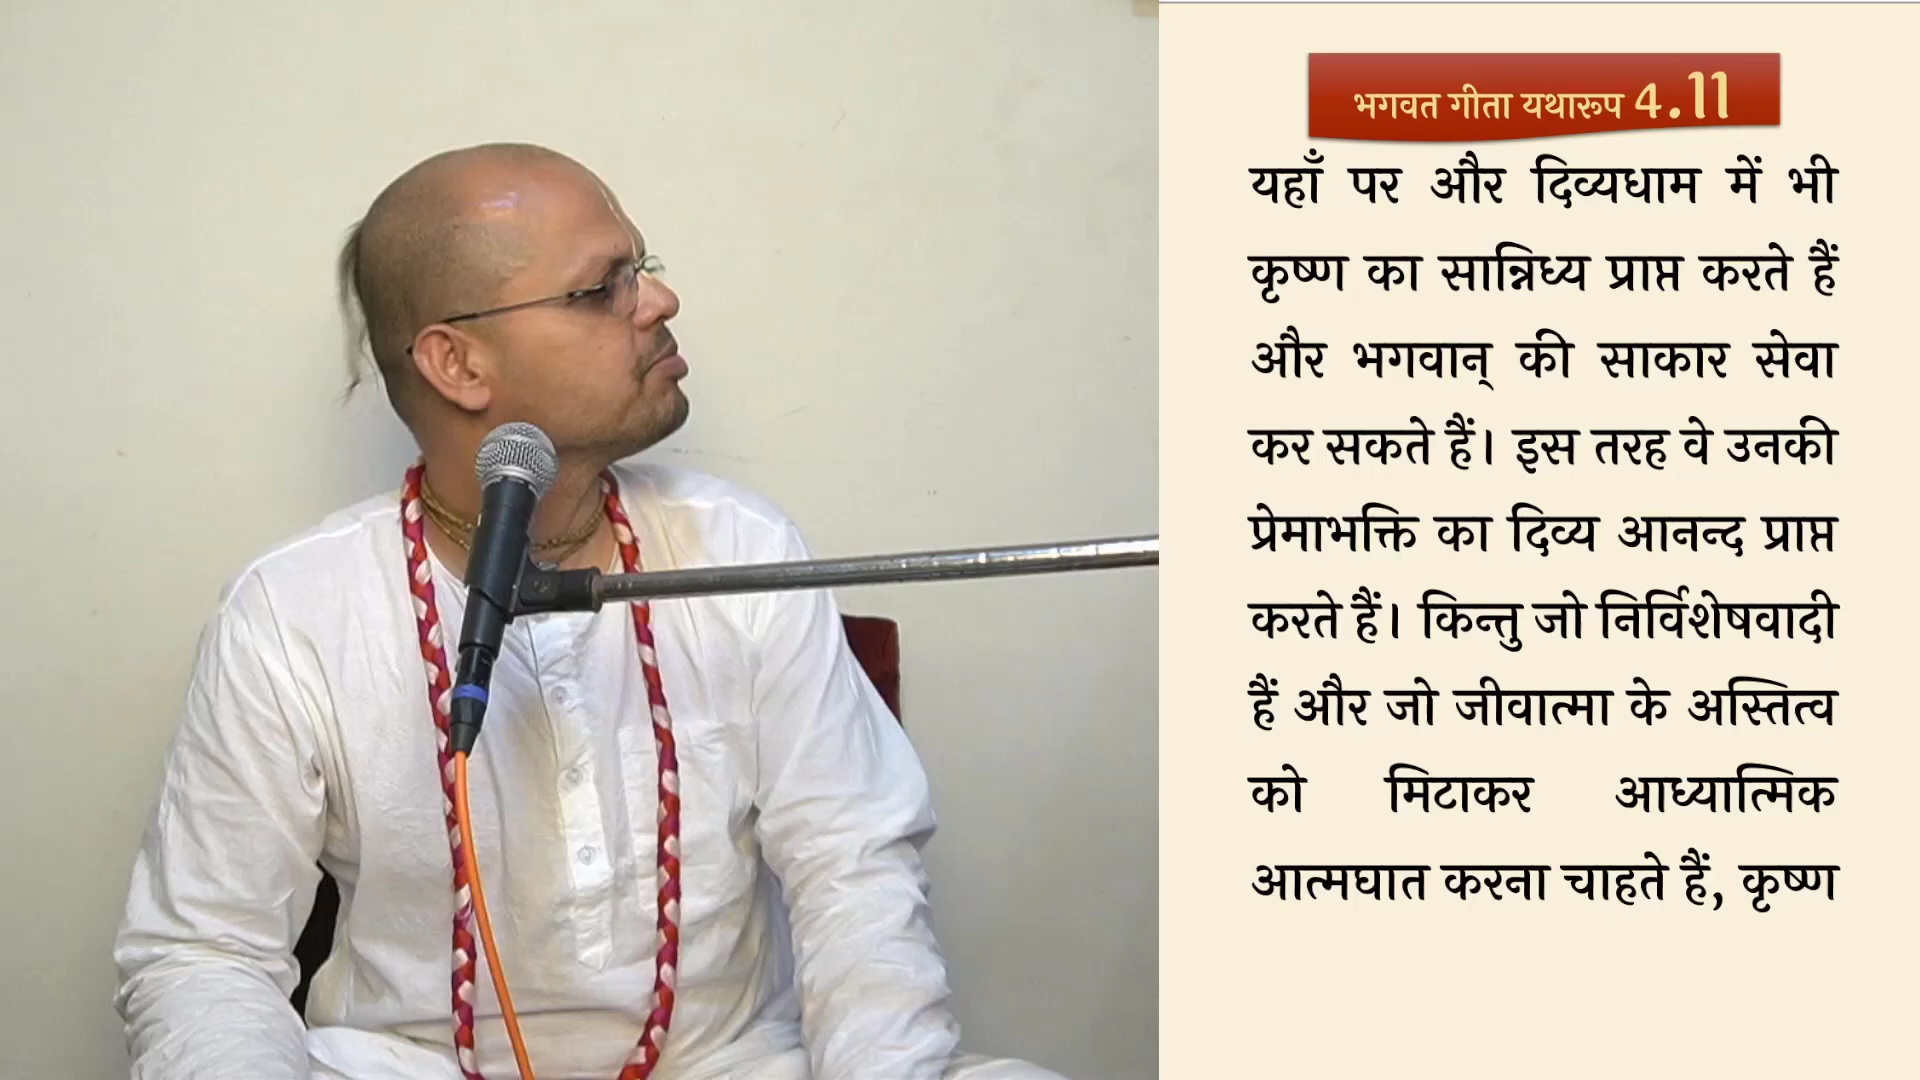 भगवत गीता यथारूप 4.11
यहाँ पर और दिव्यधाम में भी
कृष्ण का सान्निध्य प्राप्त करते हैं
और भगवान् की साकार सेवा
कर सकते हैं। इस तरह वे उनकी
प्रेमाभक्ति का दिव्य आनन्द प्राप्त
करते हैं। किन्तु जो निर्विशेषवादी
हैं और जो जीवात्मा के अस्तित्व
को मिटाकर आध्यात्मिक
आत्मघात करना चाहते हैं, कृष्ण